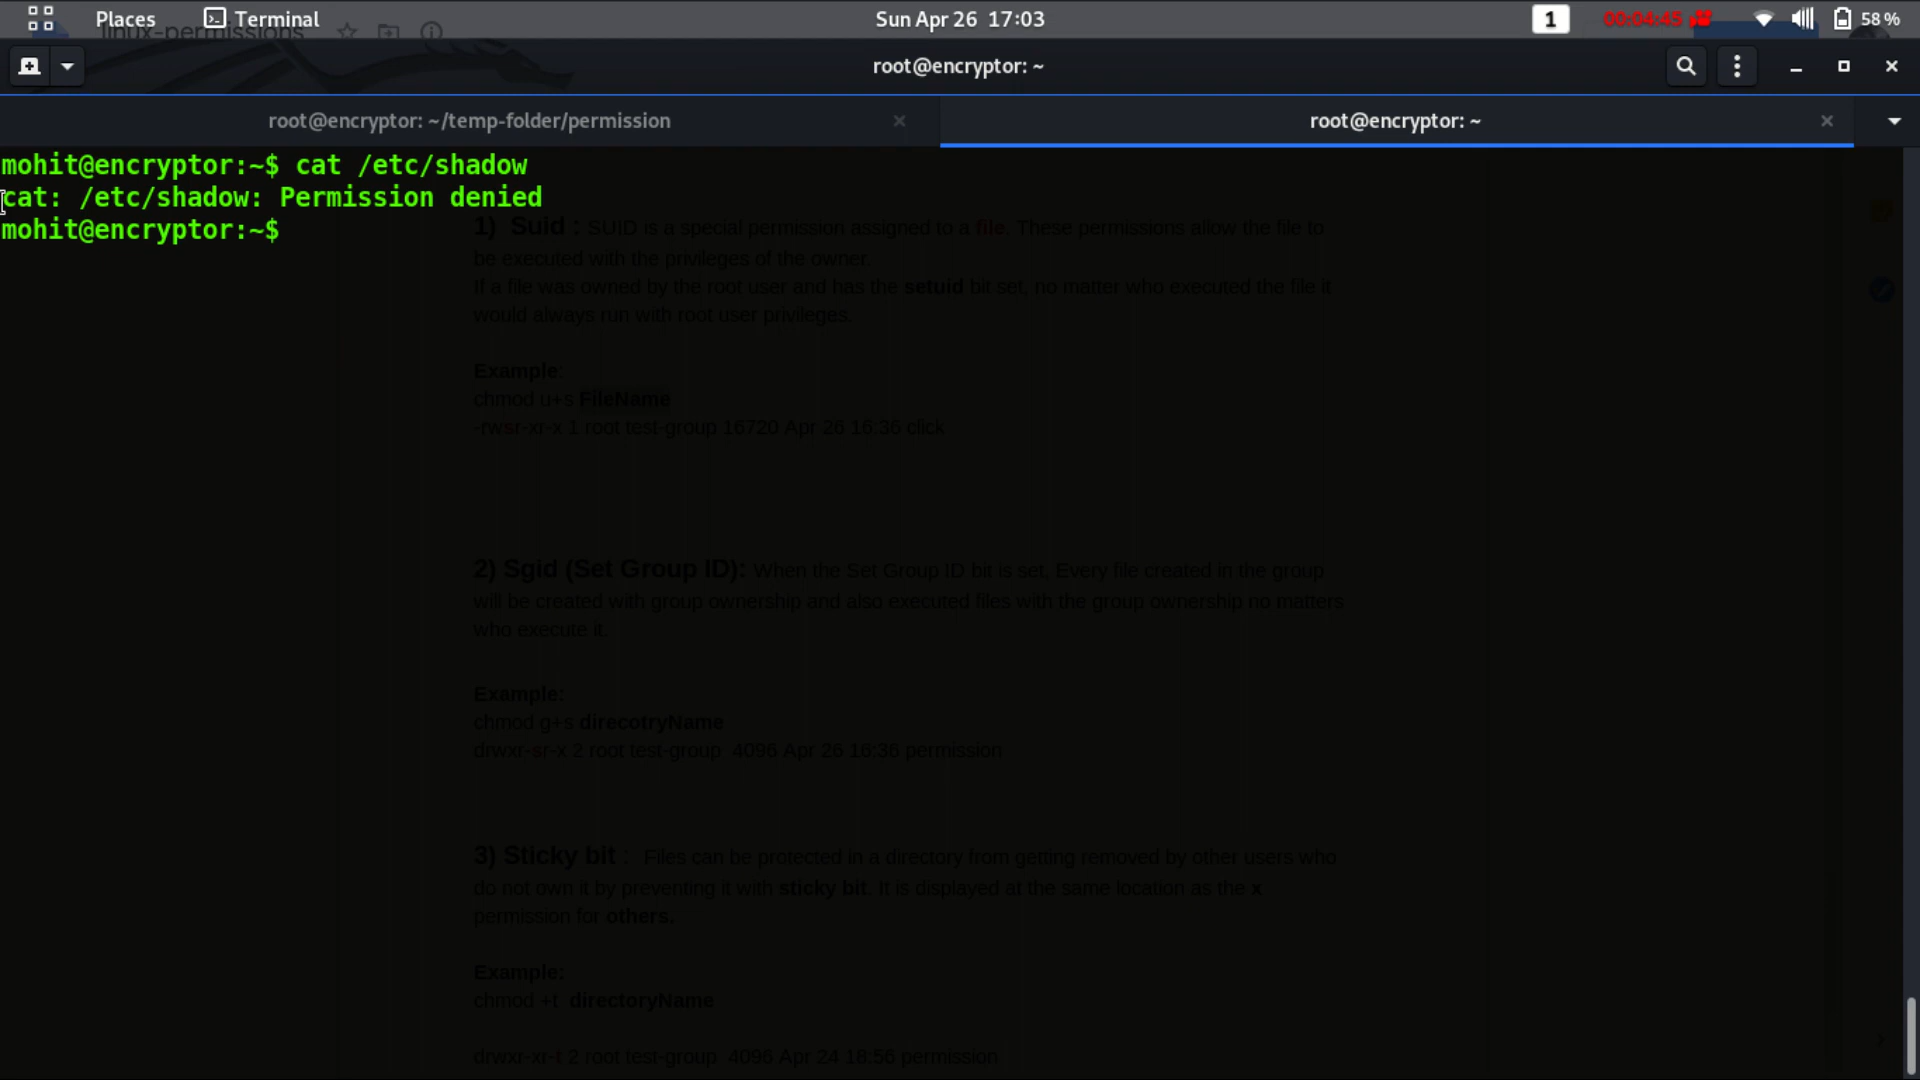 Places
Terminal
Sun Apr 26 17:03
1
00:04:45
58 %
linux-permissions
root@encryptor: ~
root@encryptor: ~/temp-folder/permission
root@encryptor: ~
mohit@encryptor:~$ cat /etc/shadow
cat: /etc/shadow: Permission denied
mohit@encryptor:~$
1) Suid : SUID is a special permission assigned to a file. These permissions allow the file to
be executed with the privileges of the owner.
If a file was owned by the root user and has the setuid bit set, no matter who executed the file it
would always run with root user privileges.
Example:
chmod u+s FileName
-rwsr-xr-x 1 root test-group 16720 Apr 26 16:36 click
2) Sgid (Set Group ID): When the Set Group ID bit is set, Every file created in the group
will be created with group ownership and also executed files with the group ownership no matters
who execute it.
Example:
chmod g+s direcotryName
drwxr-sr-x 2 root test-group 4096 Apr 26 16:36 permission
3) Sticky bit : Files can be protected in a directory from getting removed by other users who
do not own it by preventing it with sticky bit. It is displayed at the same location as the x
permission for others.
Example:
chmod +t directoryName
drwxr-xr-t 2 root test-group 4096 Apr 24 18:56 permission